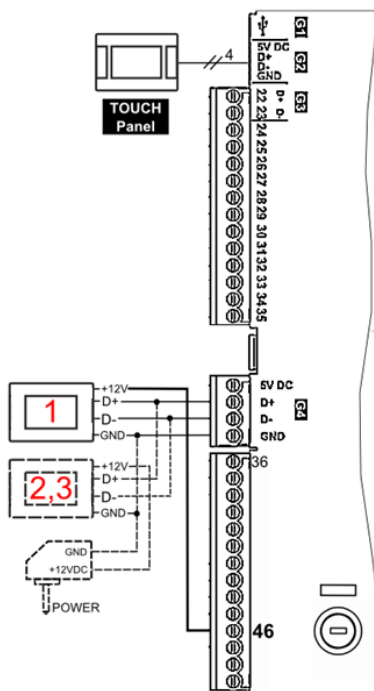 G1
5V DC
D+
D-
GND
G2
4
TOUCH
Panel
22 D+
23 D-
G3
24
25
26
27
28
29
30
31
32
33
34
35
5V DC
D+
D-
GND
G4
+12V
D+
D-
GND
1
36
+12V
D+
D-
GND
2,3
GND
+12VDC
POWER
46